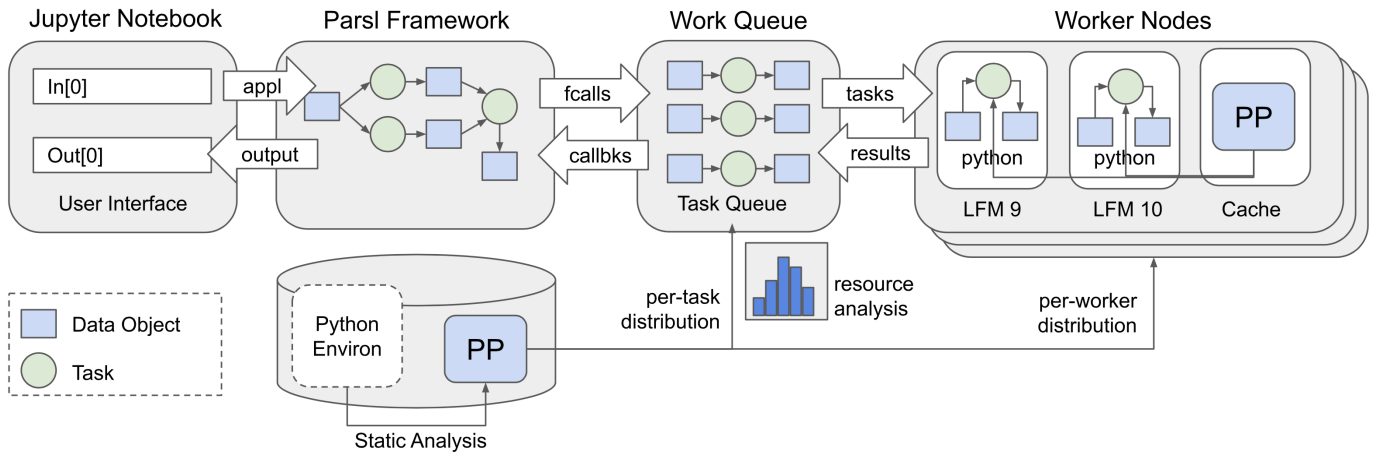 Jupyter Notebook
Parsl Framework
Work Queue
Worker Nodes
In[0]
appl
fcalls
tasks
PP
Out[0]
output
callbks
results
python
python
User Interface
Task Queue
LFM 9
LFM 10
Cache
per-task
distribution
resource
analysis
per-worker
distribution
Data Object
Task
Python
Environ
PP
Static Analysis